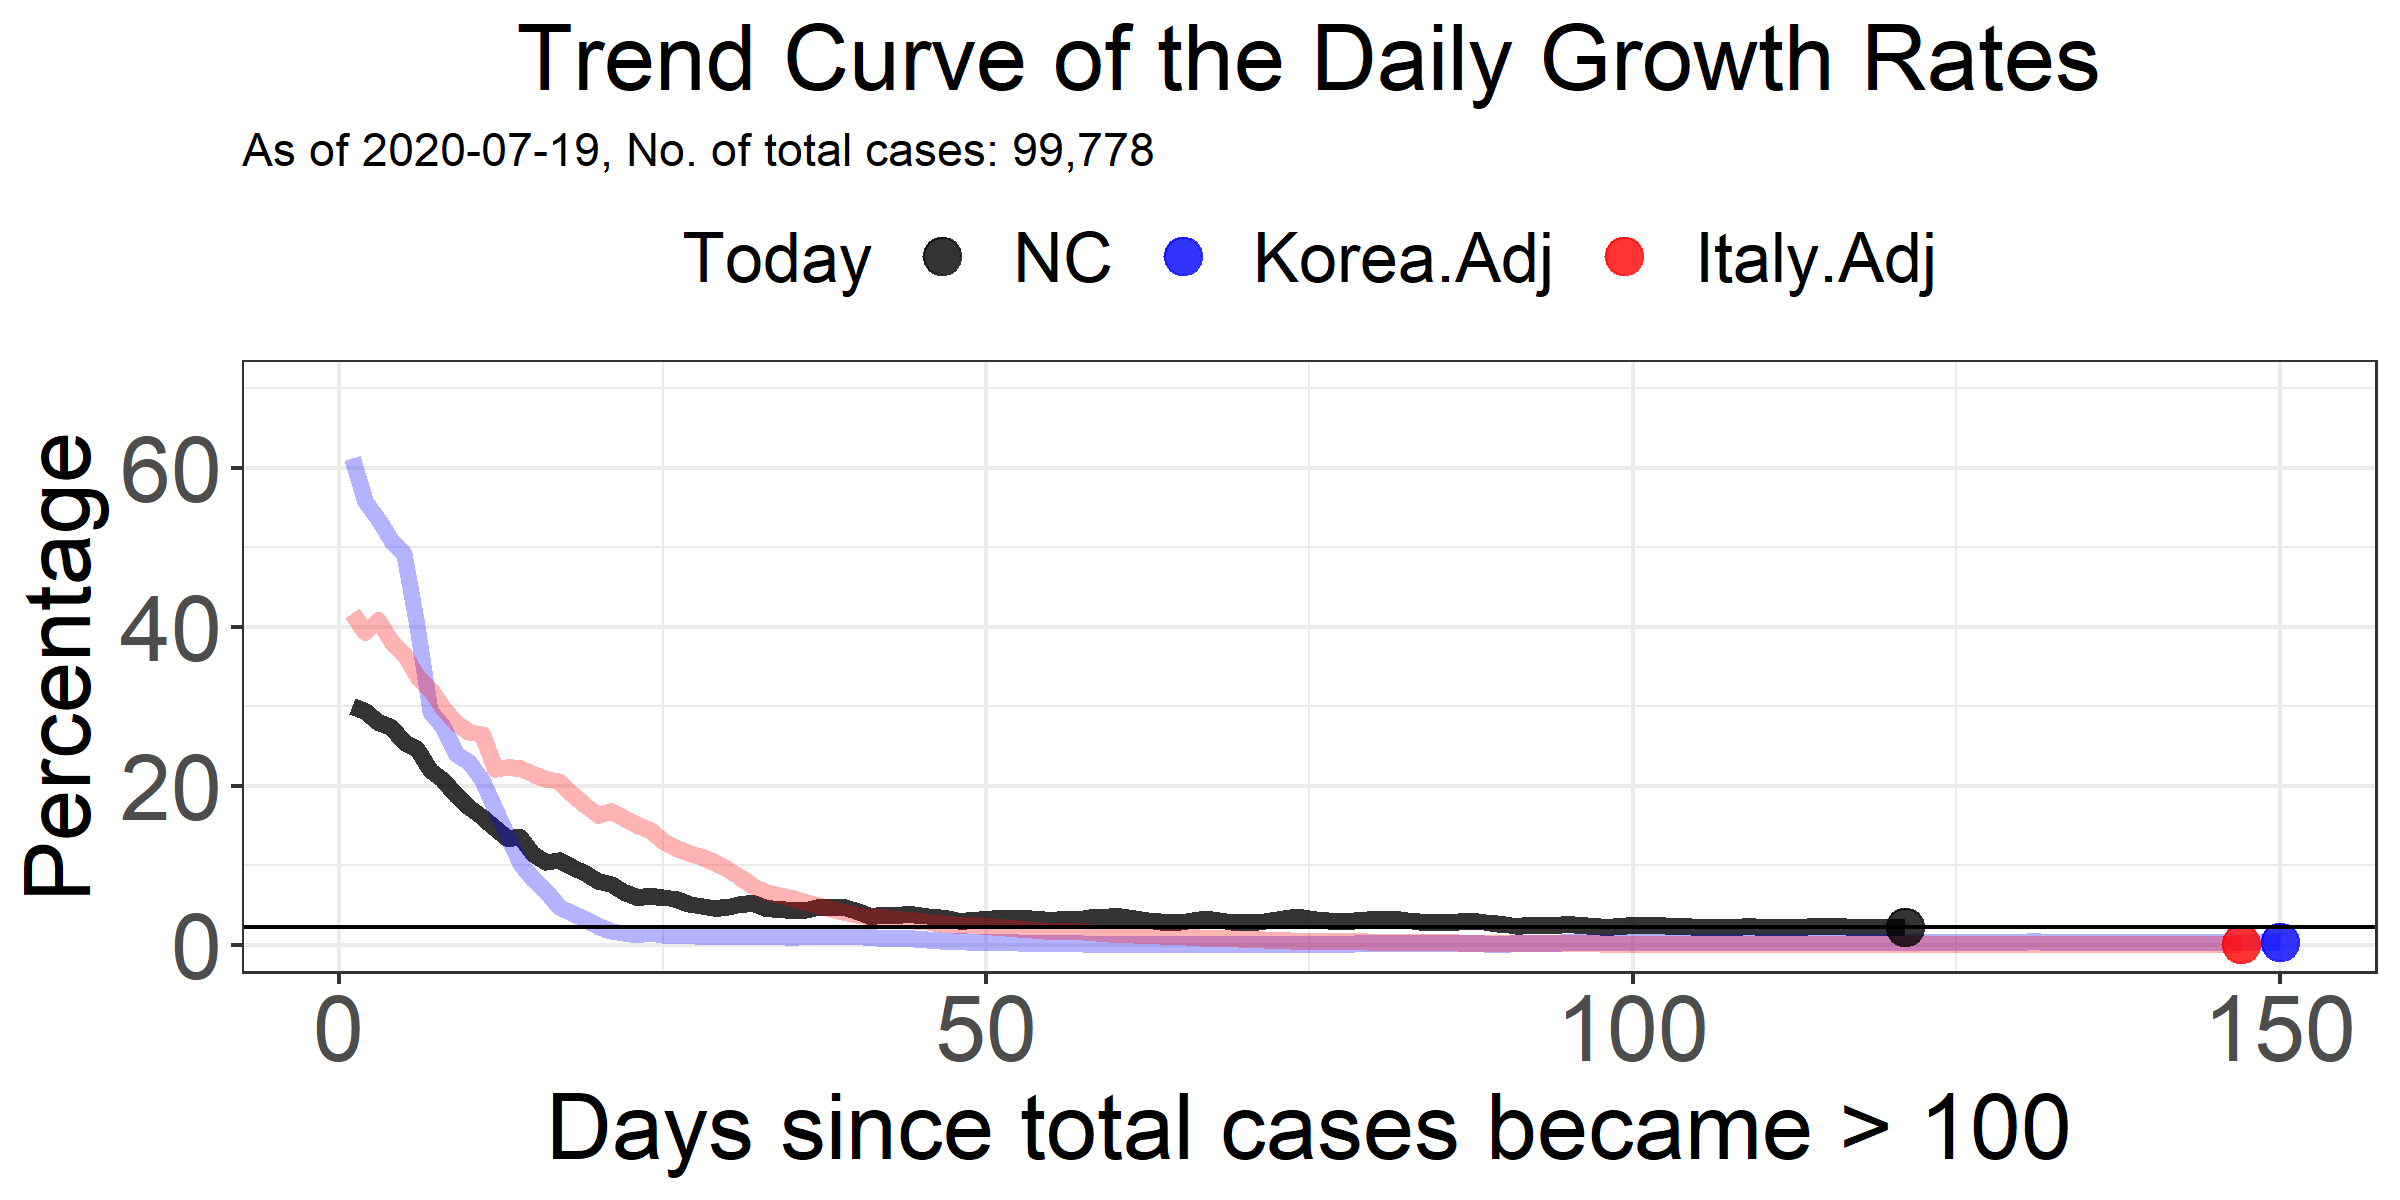 Trend Curve of the Daily Growth Rates
As of 2020-07-19, No. of total cases: 99,778
Today NC Korea.Adj Italy.Adj
Percentage
60
40
20
0
0 50 100 150
Days since total cases became > 100